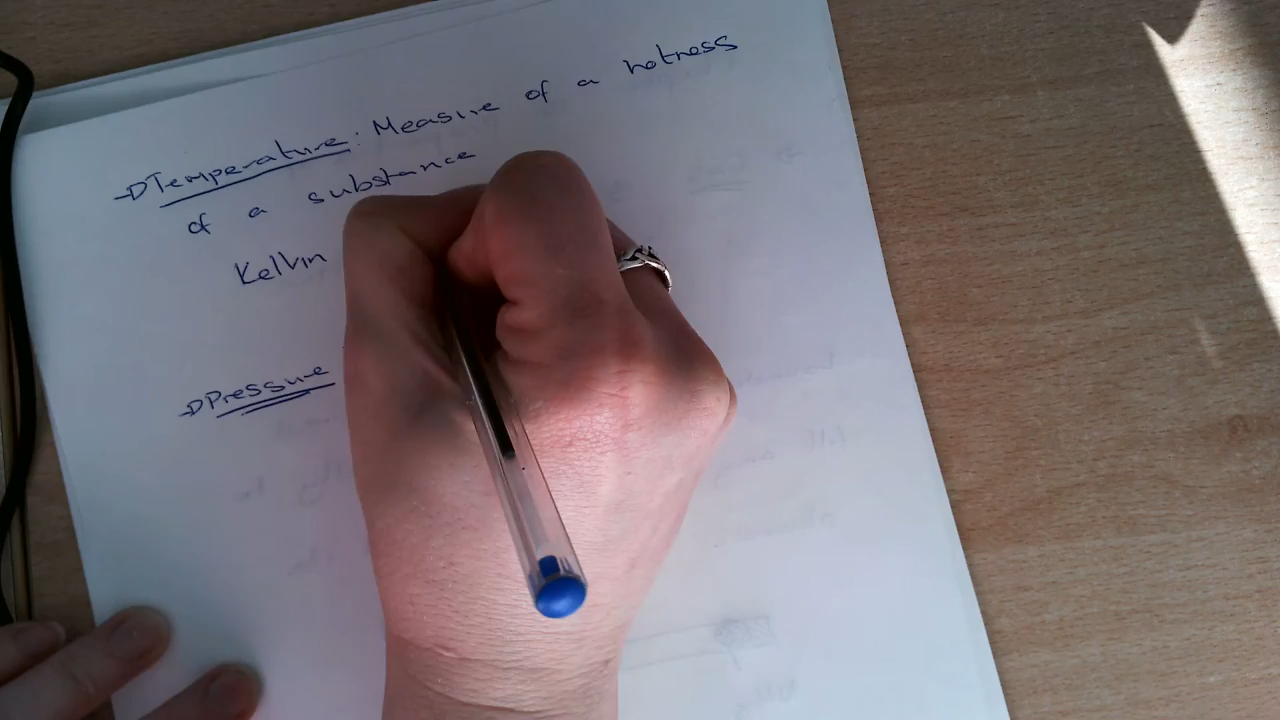 Temperature: Measure of a hotness
of a substance
Kelvin
Pressure